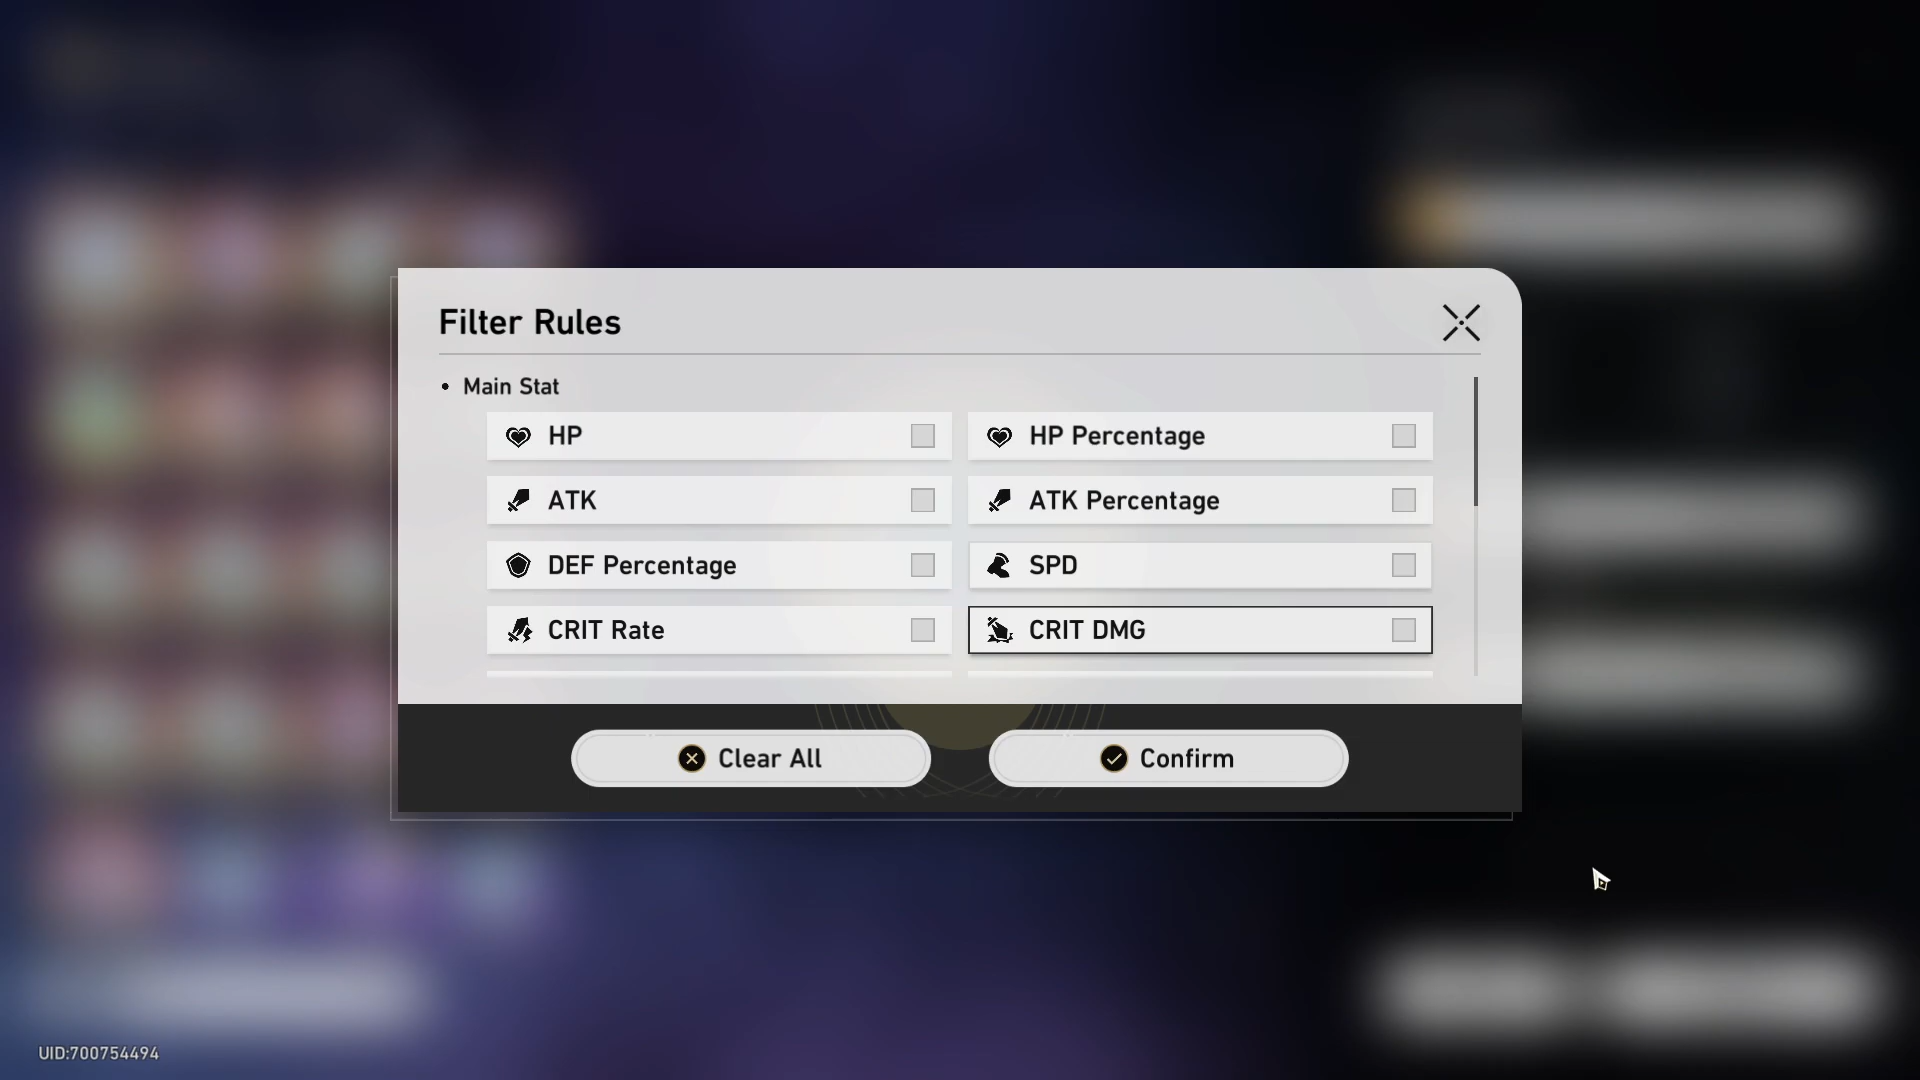 Filter Rules
• Main Stat
HP
HP Percentage
ATK
ATK Percentage
DEF Percentage
SPD
CRIT Rate
CRIT DMG
Clear All
Confirm
UID:700754494